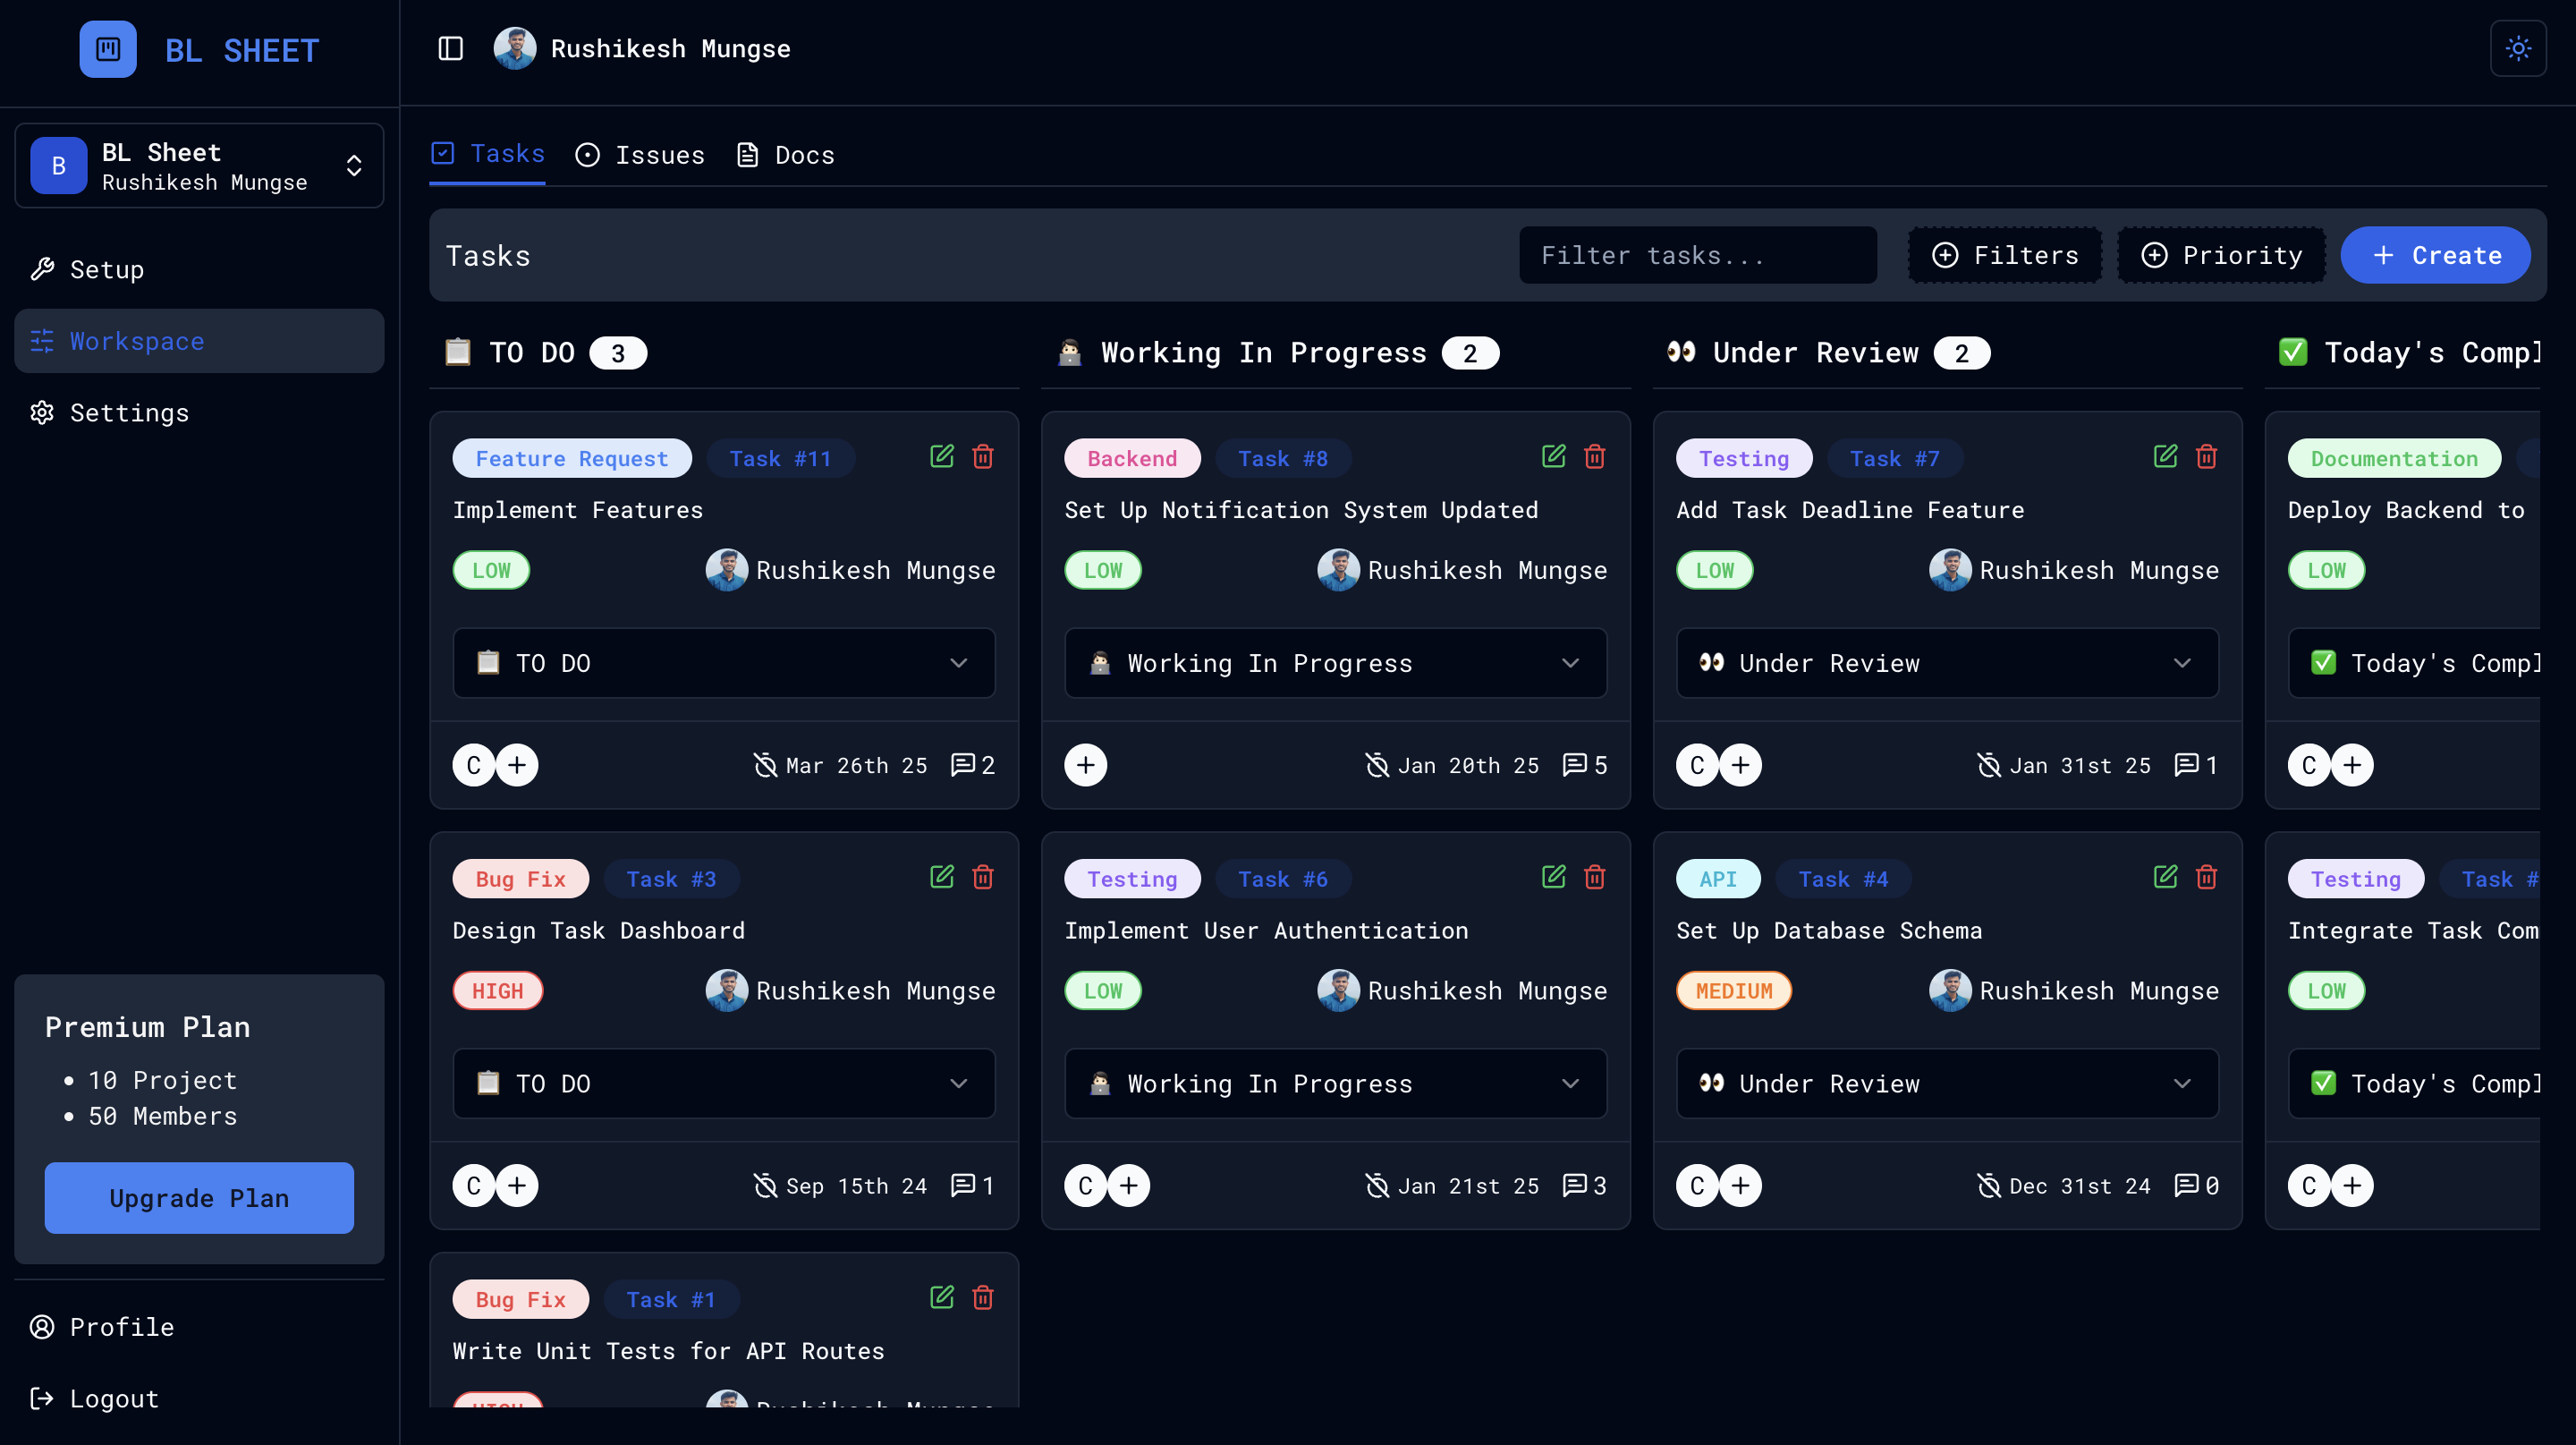 BL SHEET
B
BL Sheet
Rushikesh Mungse
Setup
Workspace
Settings
Premium Plan
10 Project
50 Members
Upgrade Plan
Profile
Logout
Rushikesh Mungse
Tasks
Issues
Docs
Tasks
Filter tasks...
Filters
Priority
Create
TO DO 3
Feature Request Task #11
Implement Features
LOW Rushikesh Mungse
TO DO
C Mar 26th 25 2
Bug Fix Task #3
Design Task Dashboard
HIGH Rushikesh Mungse
TO DO
C Sep 15th 24 1
Bug Fix Task #1
Write Unit Tests for API Routes
HIGH Rushikesh Mungse
Working In Progress 2
Backend Task #8
Set Up Notification System Updated
LOW Rushikesh Mungse
Working In Progress
Jan 20th 25 5
Testing Task #6
Implement User Authentication
LOW Rushikesh Mungse
Working In Progress
C Jan 21st 25 3
Under Review 2
Testing Task #7
Add Task Deadline Feature
LOW Rushikesh Mungse
Under Review
C Jan 31st 25 1
API Task #4
Set Up Database Schema
MEDIUM Rushikesh Mungse
Under Review
C Dec 31st 24 0
Today's Compl
Documentation
Deploy Backend to
LOW
Today's Compl
C
Testing Task #
Integrate Task Com
LOW
Today's Compl
C